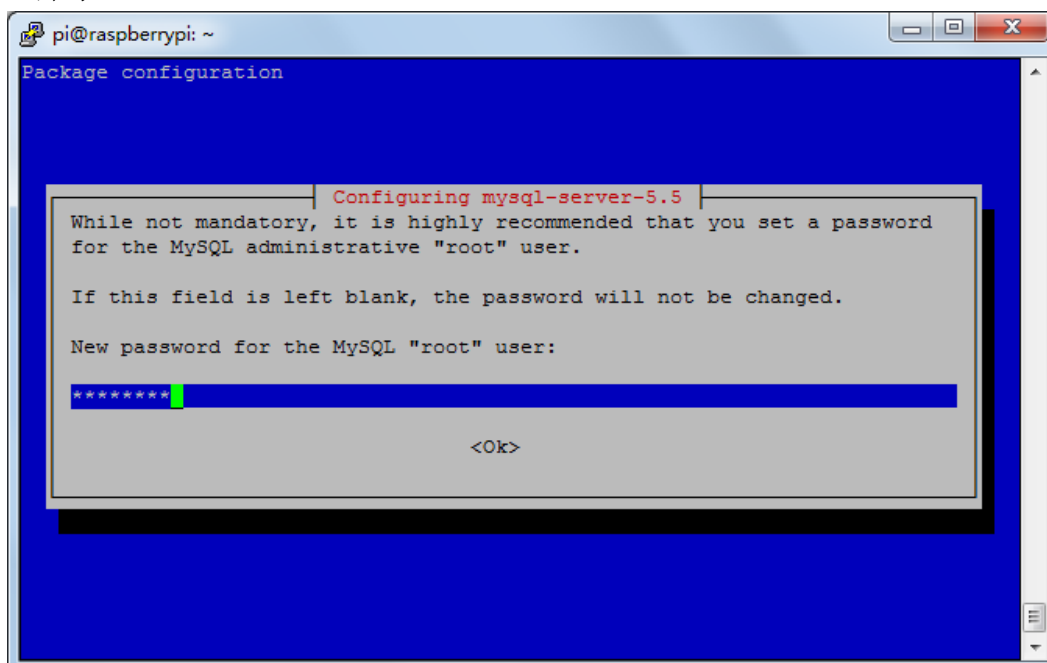 pi@raspberrypi: ~
Package configuration
Configuring mysql-server-5.5
While not mandatory, it is highly recommended that you set a password
for the MySQL administrative "root" user.
If this field is left blank, the password will not be changed.
New password for the MySQL "root" user:
********
<Ok>